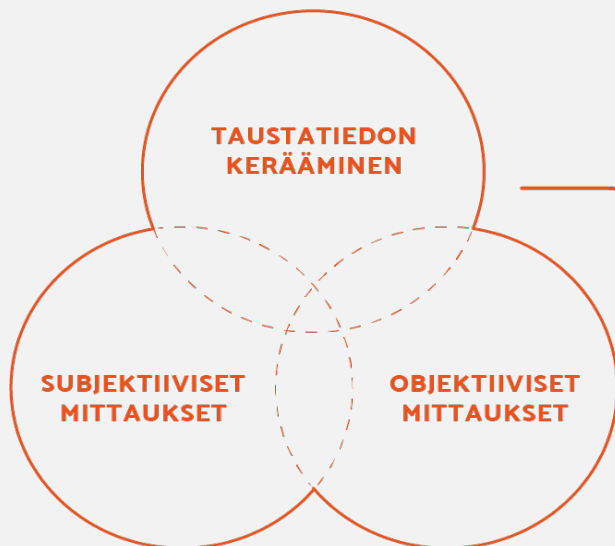 TAUSTATIEDON
KERÄÄMINEN
SUBJEKTIIVISET
MITTAUKSET
OBJEKTIIVISET
MITTAUKSET